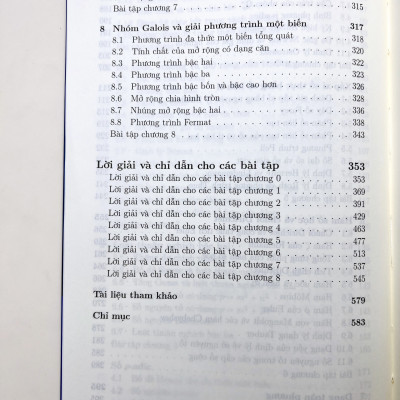 Bài tập chương 7 . . . 315
8 Nhóm Galois và giải phương trình một biến 317
8.1 Phương trình đa thức một biến tổng quát . . . 318
8.2 Tính chất của mở rộng có dạng căn . . . 320
8.3 Phương trình bậc hai . . . 322
8.4 Phương trình bậc ba . . . 322
8.5 Phương trình bậc bốn và bậc cao hơn . . . 324
8.6 Mở rộng chia hình tròn . . . 328
8.7 Nhúng mở rộng bậc hai . . . 336
8.8 Phương trình Fermat . . . 338
Bài tập chương 8 . . . 343
Lời giải và chỉ dẫn cho các bài tập 353
Lời giải và chỉ dẫn cho các bài tập chương 0 . . . 353
Lời giải và chỉ dẫn cho các bài tập chương 1 . . . 369
Lời giải và chỉ dẫn cho các bài tập chương 2 . . . 391
Lời giải và chỉ dẫn cho các bài tập chương 3 . . . 429
Lời giải và chỉ dẫn cho các bài tập chương 4 . . . 463
Lời giải và chỉ dẫn cho các bài tập chương 5 . . . 477
Lời giải và chỉ dẫn cho các bài tập chương 6 . . . 513
Lời giải và chỉ dẫn cho các bài tập chương 7 . . . 537
Lời giải và chỉ dẫn cho các bài tập chương 8 . . . 545
Tài liệu tham khảo 579
Chỉ mục 583